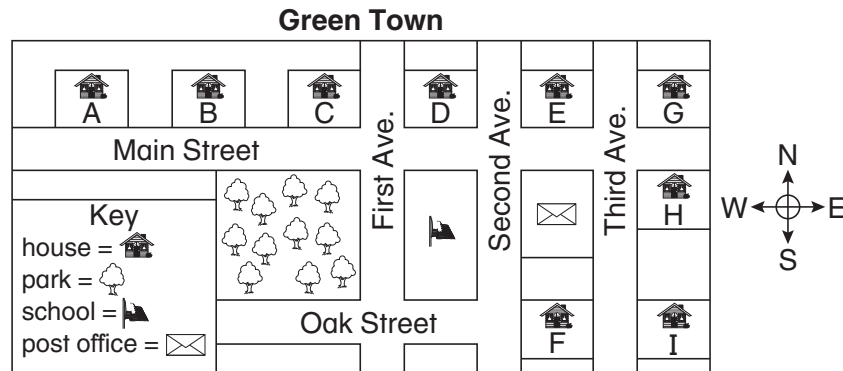 Green Town
A B C D E G
Main Street
First Ave.
Second Ave.
Third Ave.
N
W E
S
H
Key
house =
park =
school =
post office =
Oak Street
F I